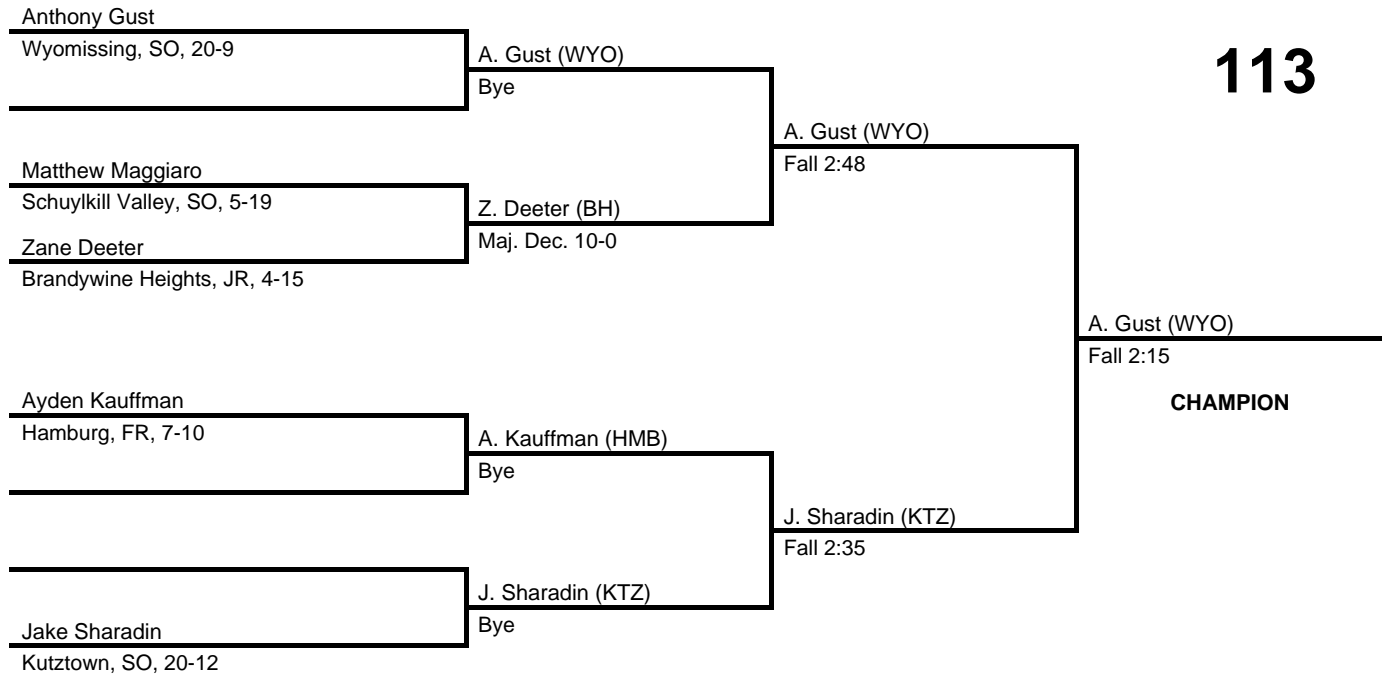 Anthony Gust
Wyomissing, SO, 20-9
A. Gust (WYO)
Bye
113
A. Gust (WYO)
Fall 2:48
Matthew Maggiaro
Schuylkill Valley, SO, 5-19
Z. Deeter (BH)
Maj. Dec. 10-0
Zane Deeter
Brandywine Heights, JR, 4-15
A. Gust (WYO)
Fall 2:15
CHAMPION
Ayden Kauffman
Hamburg, FR, 7-10
A. Kauffman (HMB)
Bye
J. Sharadin (KTZ)
Fall 2:35
J. Sharadin (KTZ)
Bye
Jake Sharadin
Kutztown, SO, 20-12